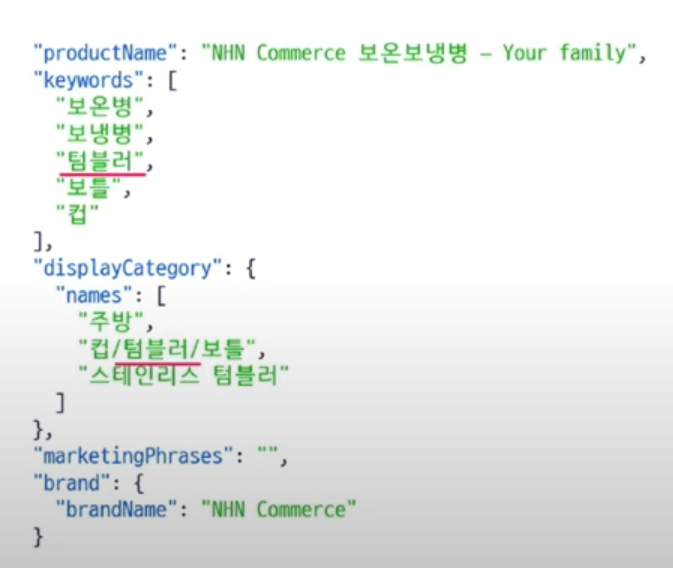 "productName": "NHN Commerce 보온보냉병 – Your family",
"keywords": [
"보온병",
"보냉병",
"텀블러",
"보틀",
"컵"
],
"displayCategory": {
"names": [
"주방",
"컵/텀블러/보틀",
"스테인리스 텀블러"
]
},
"marketingPhrases": "",
"brand": {
"brandName": "NHN Commerce"
}